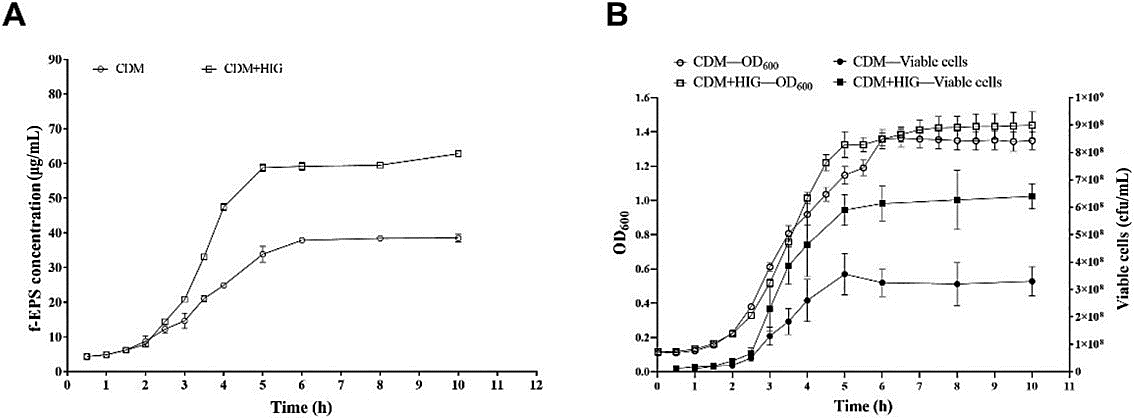 A
f-EPS concentration (μg/mL)
90
80
70
60
50
40
30
20
10
0
CDM
CDM+HIG
0 1 2 3 4 5 6 7 8 9 10 11 12
Time (h)
B
CDM—OD600
CDM—Viable cells
CDM+HIG—OD600
CDM+HIG—Viable cells
OD600
1.6
1.4
1.2
1.0
0.8
0.6
0.4
0.2
0.0
1×10⁹
9×10⁸
8×10⁸
7×10⁸
6×10⁸
5×10⁸
4×10⁸
3×10⁸
2×10⁸
1×10⁸
0
Viable cells (cfu/mL)
0 1 2 3 4 5 6 7 8 9 10 11
Time (h)